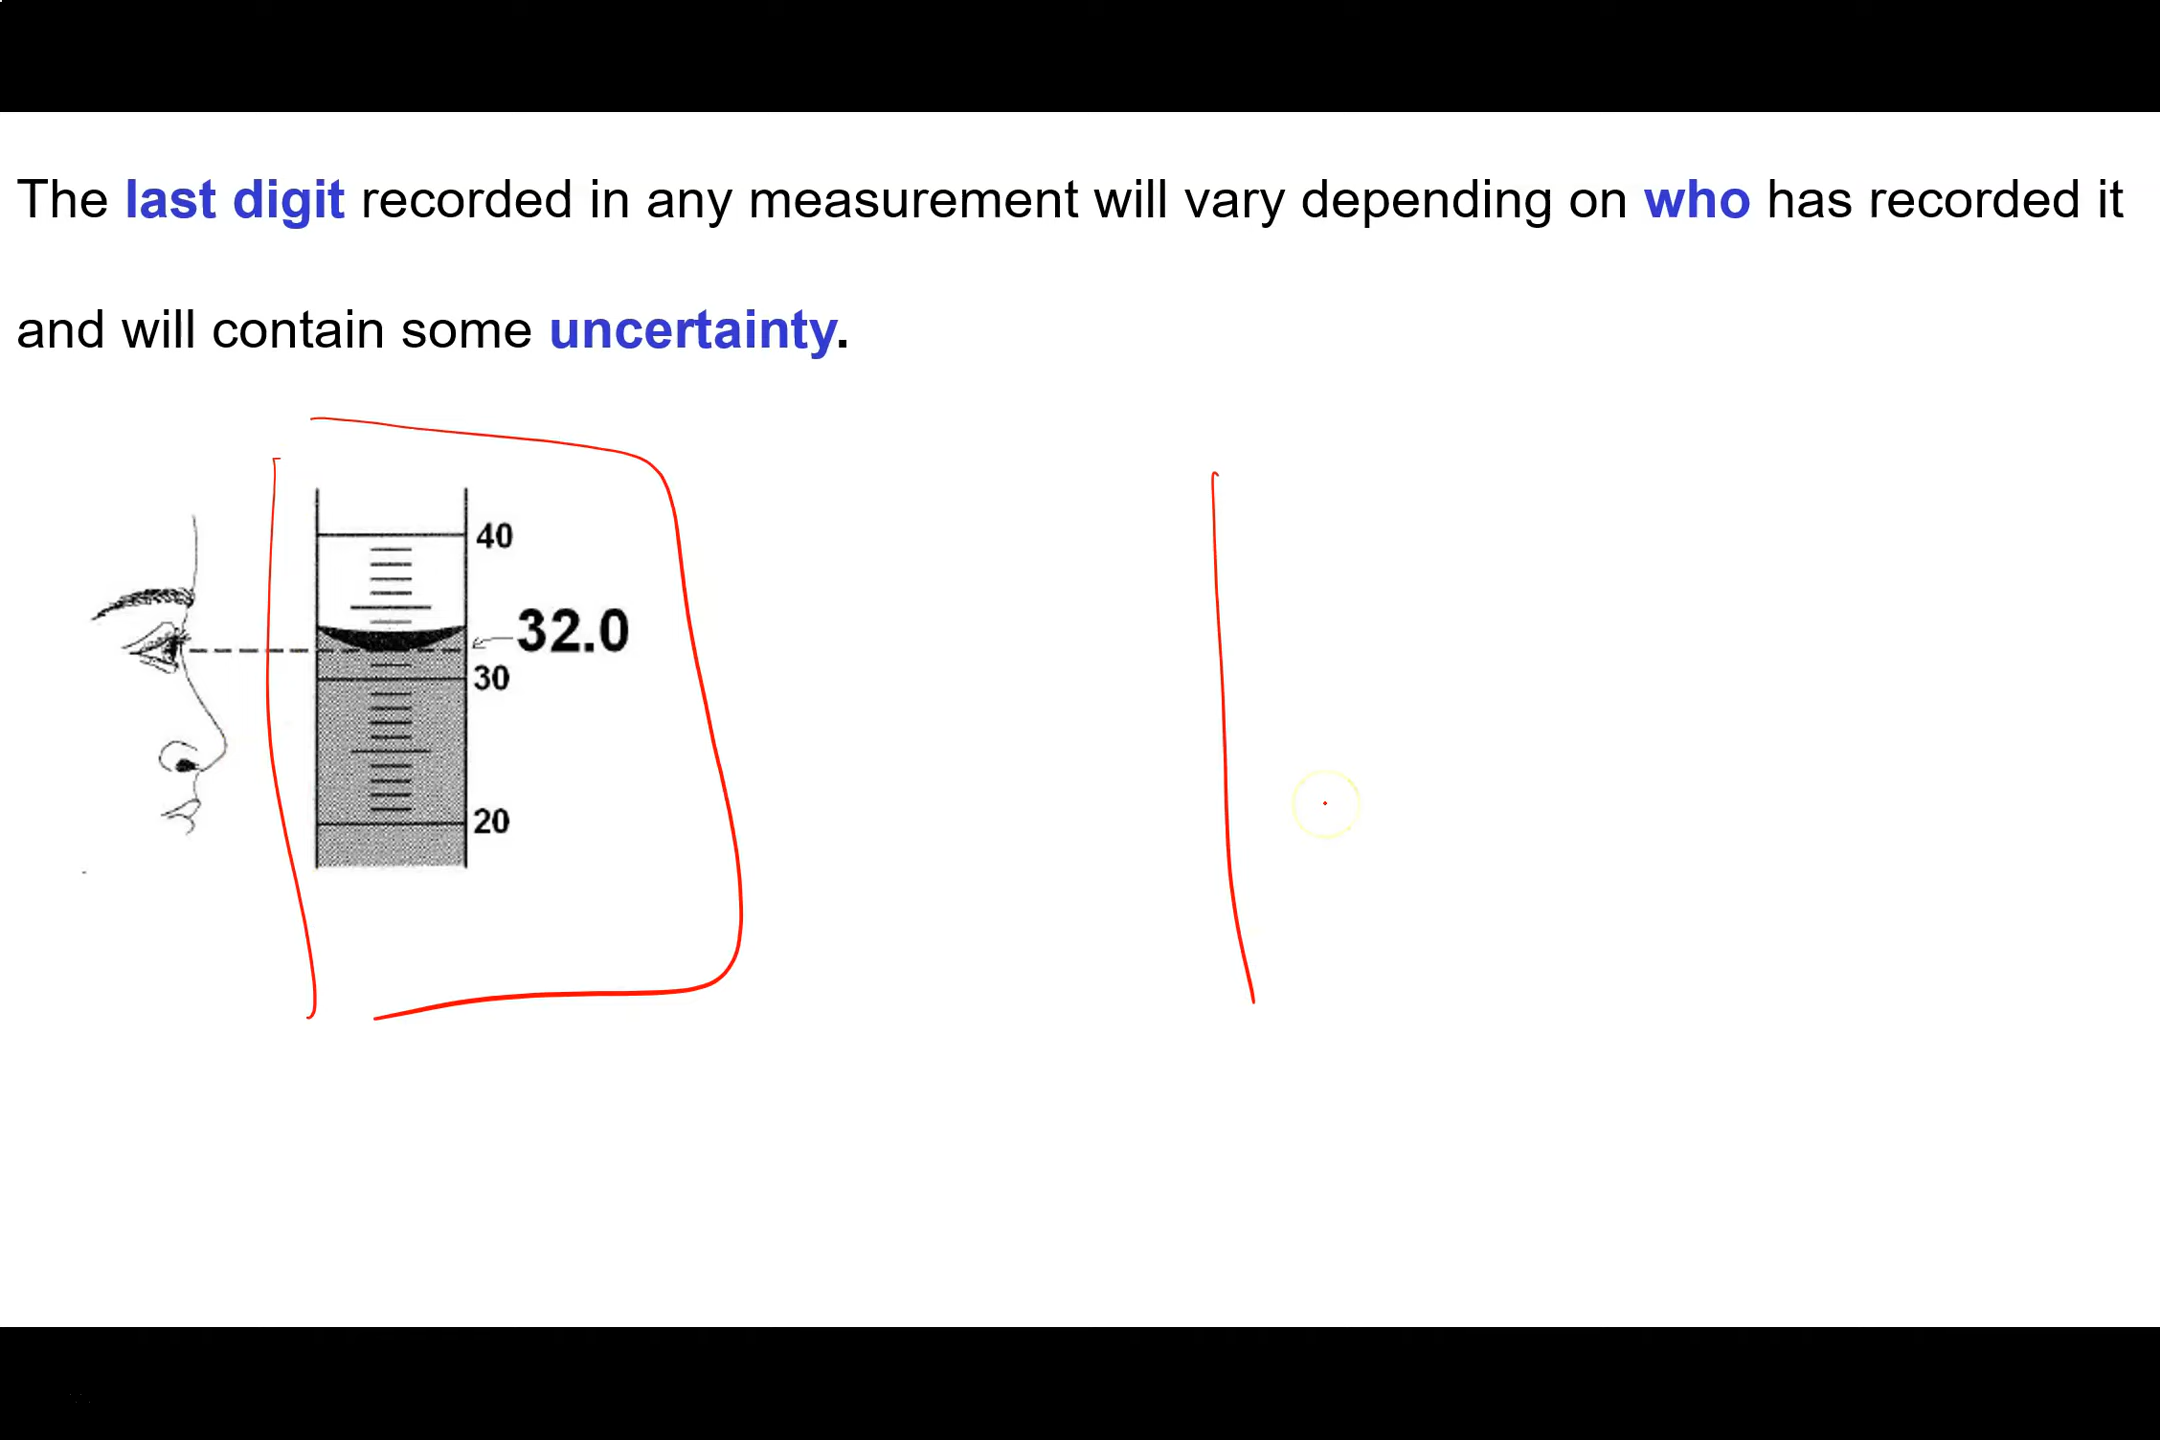 The last digit recorded in any measurement will vary depending on who has recorded it
and will contain some uncertainty.
40
32.0
30
20